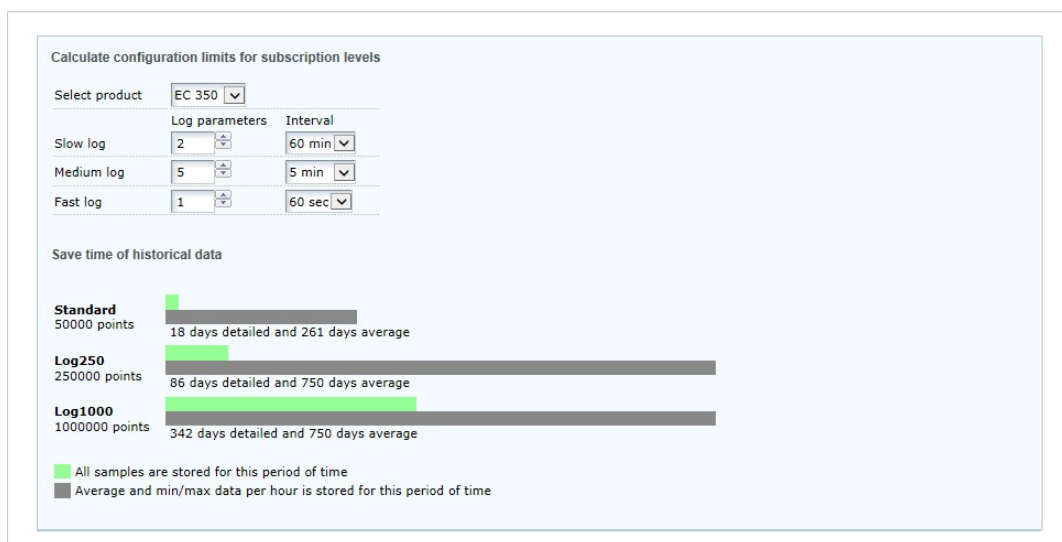 Calculate configuration limits for subscription levels
Select product EC 350
Log parameters Interval
Slow log 2 60 min
Medium log 5 5 min
Fast log 1 60 sec
Save time of historical data
Standard
50000 points
18 days detailed and 261 days average
Log250
250000 points
86 days detailed and 750 days average
Log1000
1000000 points
342 days detailed and 750 days average
All samples are stored for this period of time
Average and min/max data per hour is stored for this period of time